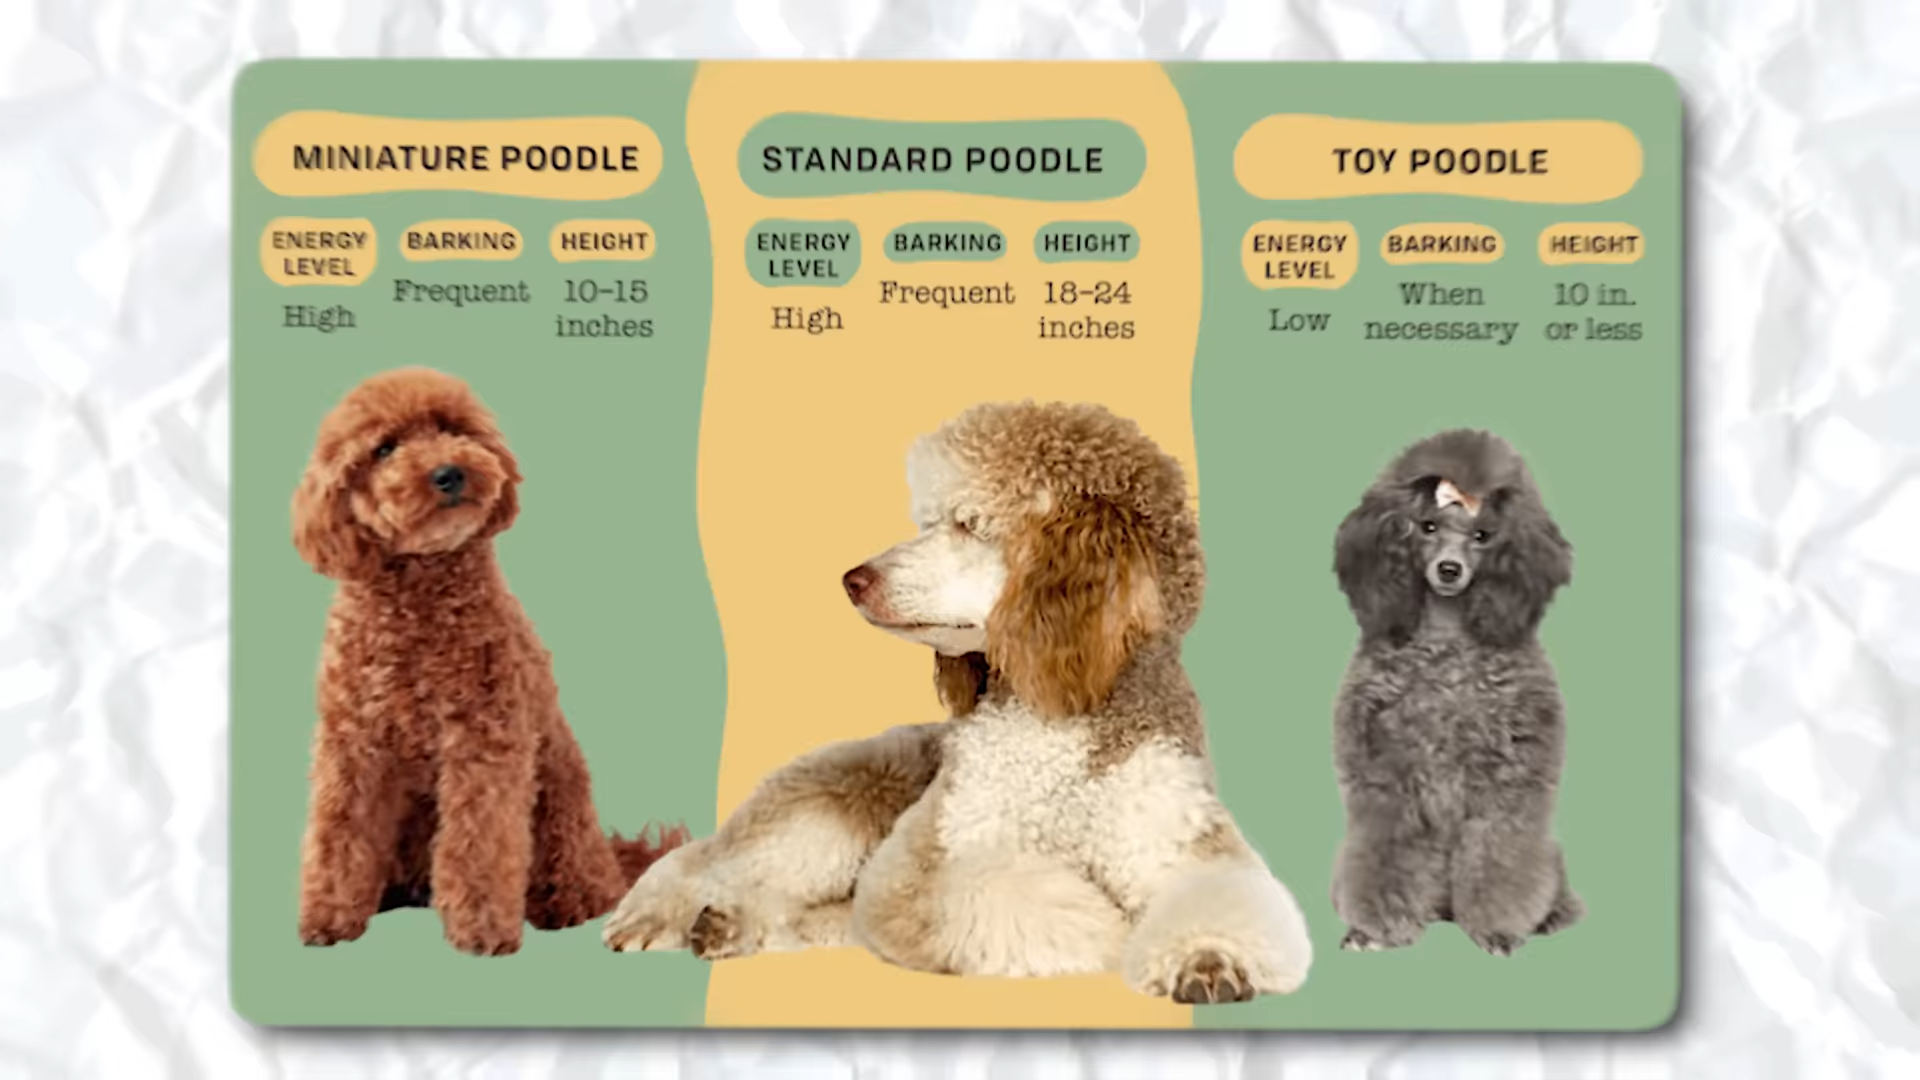 MINIATURE POODLE
ENERGY
LEVEL
High
BARKING
Frequent
HEIGHT
10-15
inches
STANDARD POODLE
ENERGY
LEVEL
High
BARKING
Frequent
HEIGHT
18-24
inches
TOY POODLE
ENERGY
LEVEL
Low
BARKING
When
necessary
HEIGHT
10 in.
or less